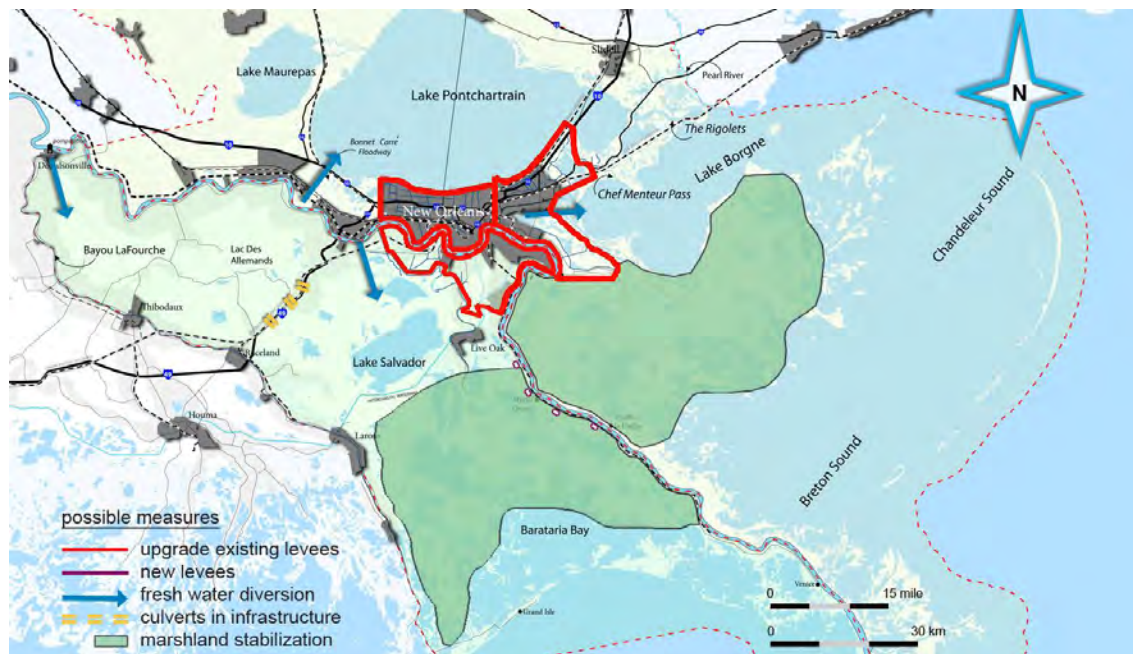 Lake Maurepas
Slidell
Pearl River
Lake Pontchartrain
N
The Rigolets
Bonnet Carré
Floodway
Donaldsonville
Lake Borgne
Chef Menteur Pass
New Orleans
Chandeleur Sound
Bayou LaFourche
Lac Des
Allemands
Thibodaux
Raceland
Lake Salvador
Live Oak
Houma
Larose
Breton Sound
Barataria Bay
Venice
Grand Isle
possible measures
upgrade existing levees
new levees
fresh water diversion
culverts in infrastructure
marshland stabilization
0 15 mile
0 30 km